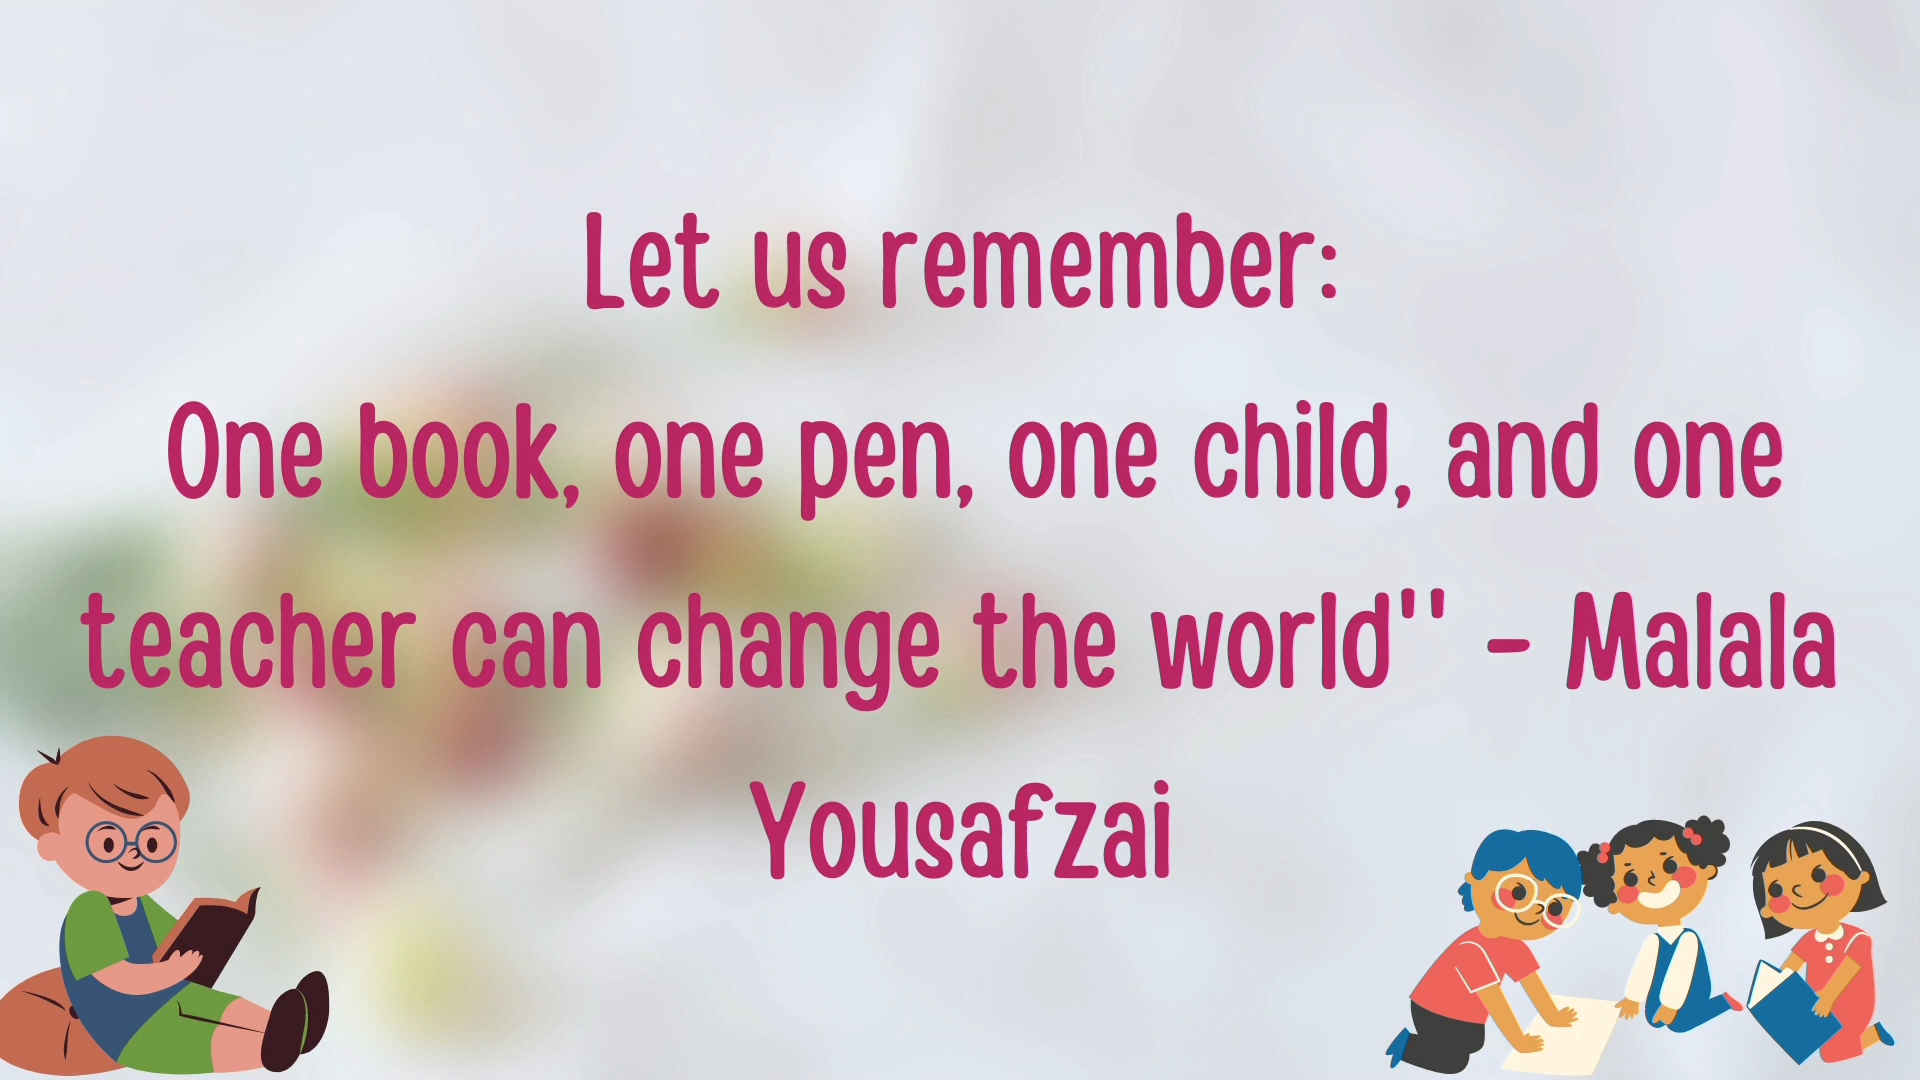 Let us remember:
One book, one pen, one child, and one
teacher can change the world'' - Malala
Yousafzai